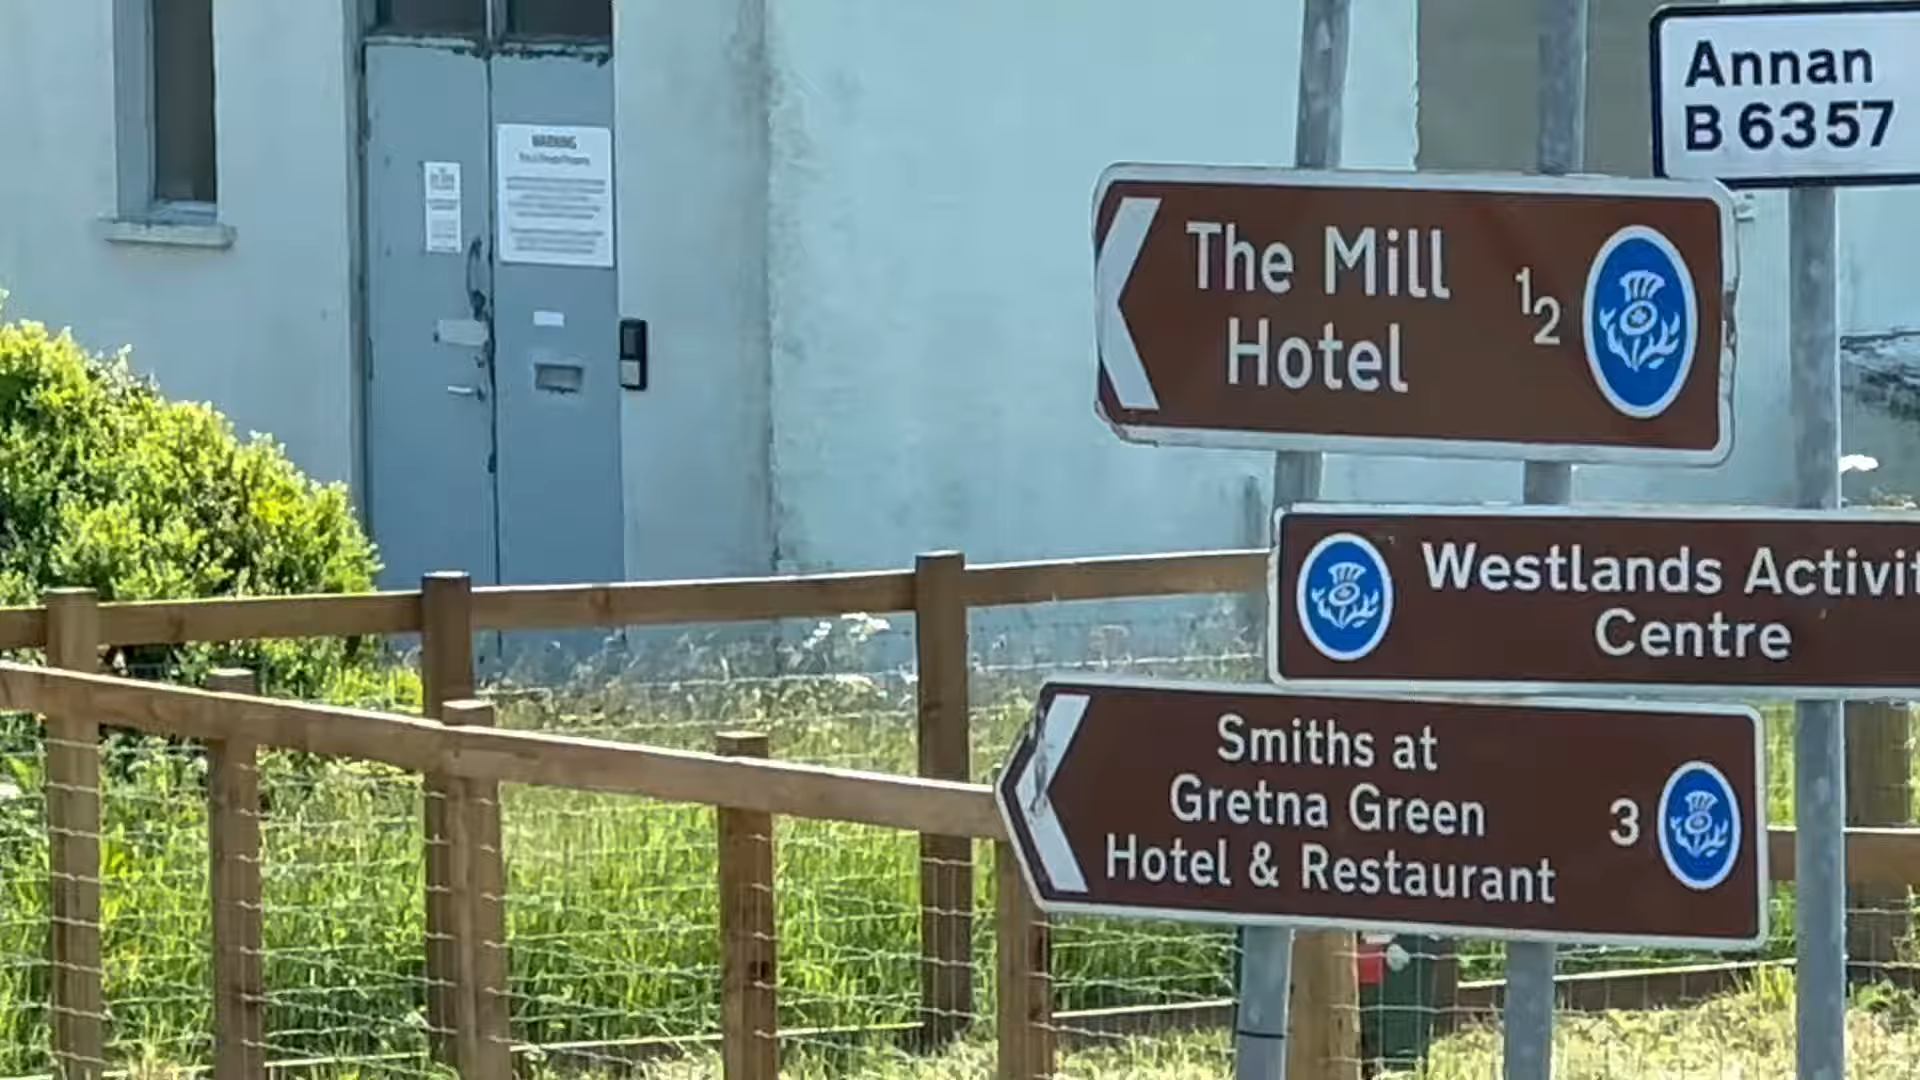 WARNING
Annan
B 6357
The Mill
Hotel
½
Westlands Activit
Centre
Smiths at
Gretna Green
Hotel & Restaurant
3